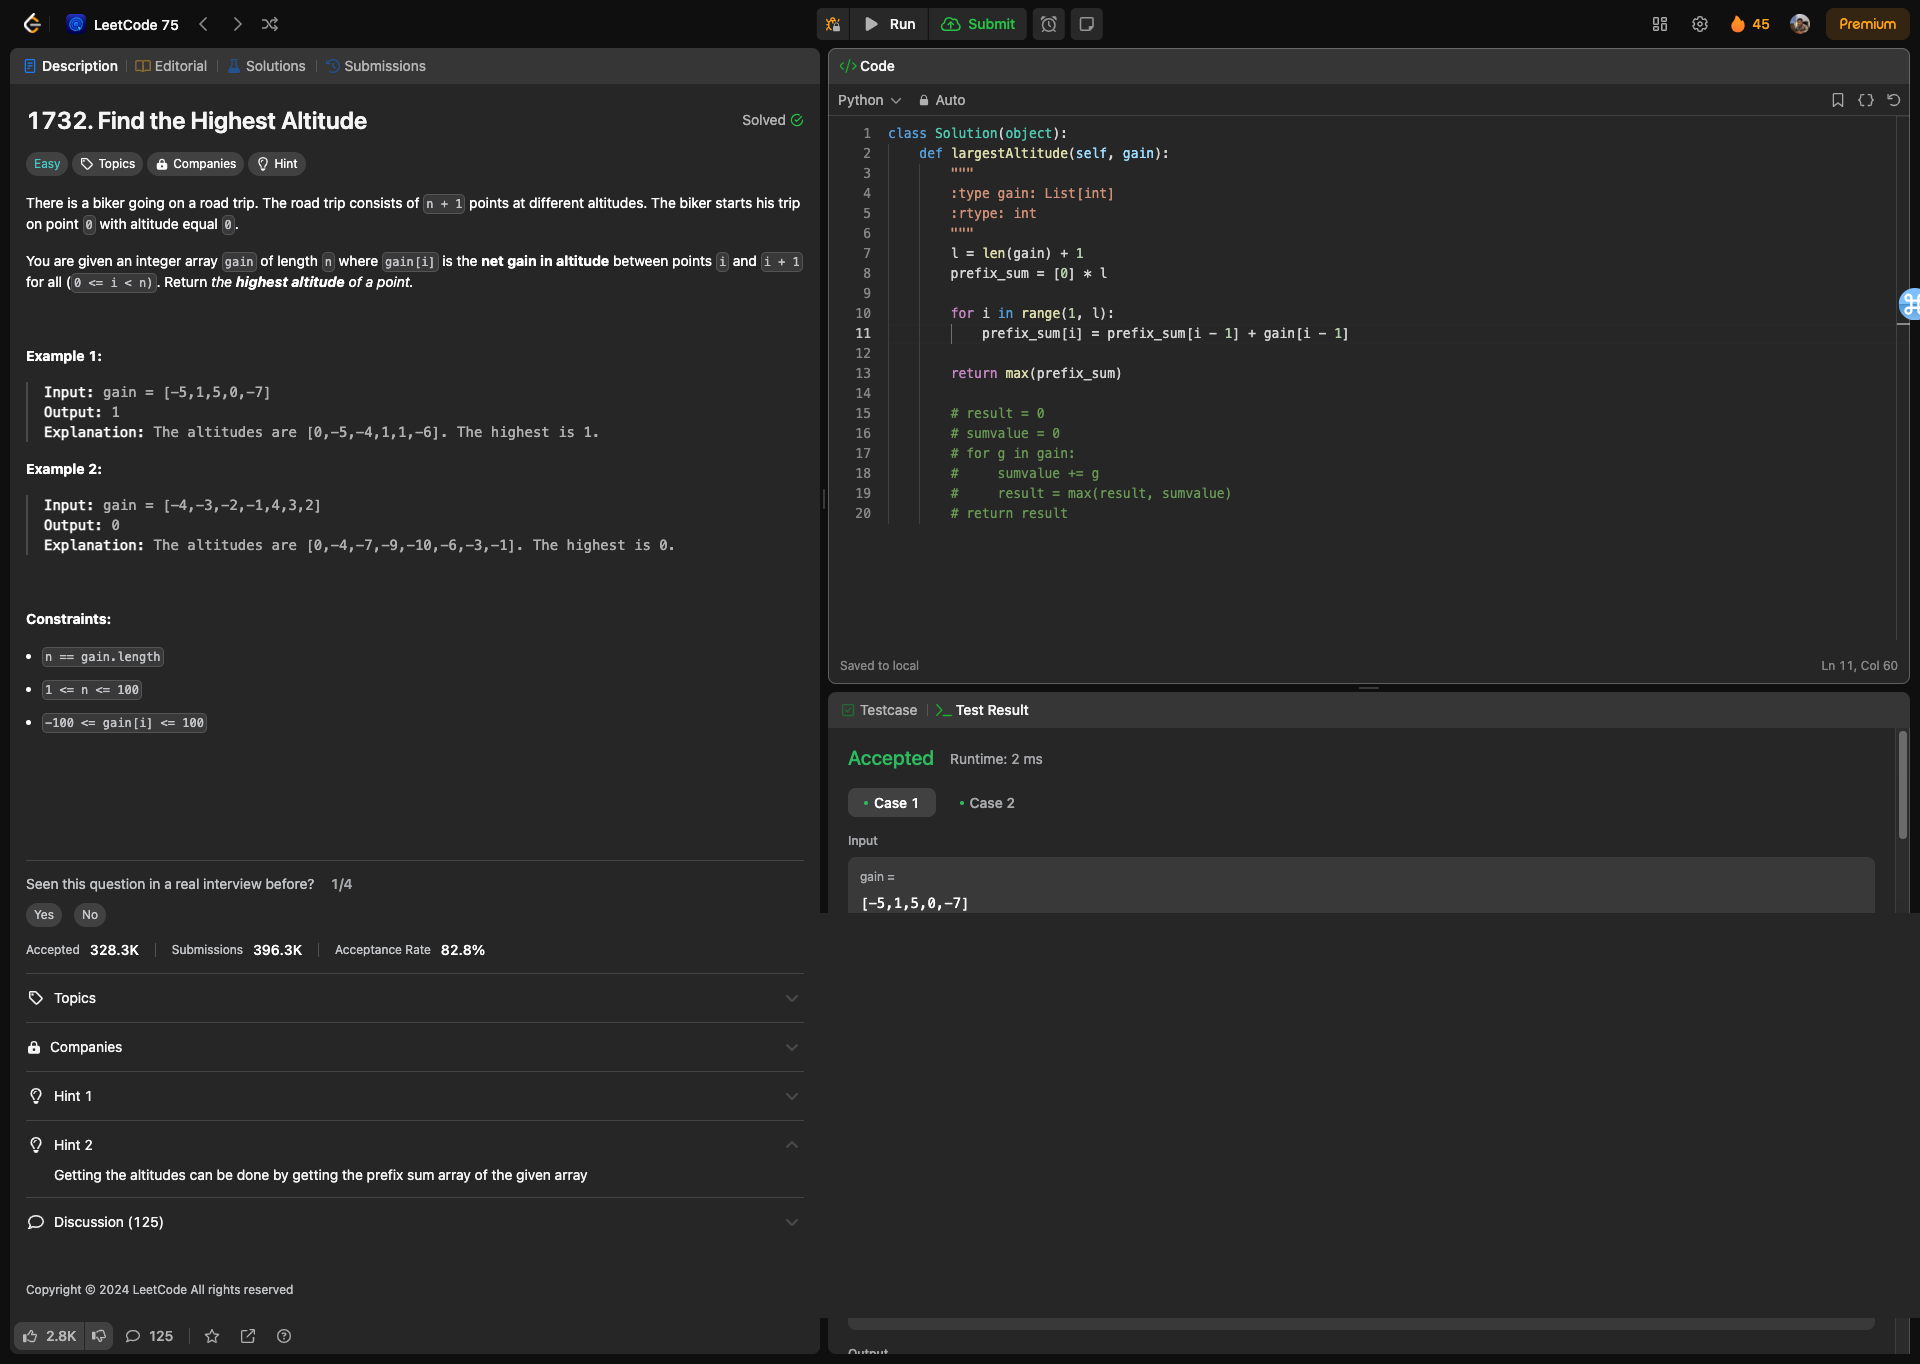 LeetCode 75
Run
Submit
45
Premium
Description
Editorial
Solutions
Submissions
1732. Find the Highest Altitude
Solved
Easy
Topics
Companies
Hint
There is a biker going on a road trip. The road trip consists of n + 1 points at different altitudes. The biker starts his trip
on point 0 with altitude equal 0.
You are given an integer array gain of length n where gain[i] is the net gain in altitude between points i and i + 1
for all (0 <= i < n). Return the highest altitude of a point.
Example 1:
Input: gain = [-5,1,5,0,-7]
Output: 1
Explanation: The altitudes are [0,-5,-4,1,1,-6]. The highest is 1.
Example 2:
Input: gain = [-4,-3,-2,-1,4,3,2]
Output: 0
Explanation: The altitudes are [0,-4,-7,-9,-10,-6,-3,-1]. The highest is 0.
Constraints:
• n == gain.length
• 1 <= n <= 100
• -100 <= gain[i] <= 100
Seen this question in a real interview before? 1/4
Yes
No
Accepted 328.3K
Submissions 396.3K
Acceptance Rate 82.8%
Topics
Companies
Hint 1
Hint 2
Getting the altitudes can be done by getting the prefix sum array of the given array
Discussion (125)
Copyright © 2024 LeetCode All rights reserved
2.8K
125
</> Code
Python
Auto
1 class Solution(object):
2     def largestAltitude(self, gain):
3         """
4         :type gain: List[int]
5         :rtype: int
6         """
7         l = len(gain) + 1
8         prefix_sum = [0] * l
9
10         for i in range(1, l):
11             prefix_sum[i] = prefix_sum[i - 1] + gain[i - 1]
12
13         return max(prefix_sum)
14
15         # result = 0
16         # sumvalue = 0
17         # for g in gain:
18         #     sumvalue += g
19         #     result = max(result, sumvalue)
20         # return result
Saved to local
Ln 11, Col 60
Testcase
Test Result
Accepted
Runtime: 2 ms
• Case 1
• Case 2
Input
gain =
[-5,1,5,0,-7]
Output